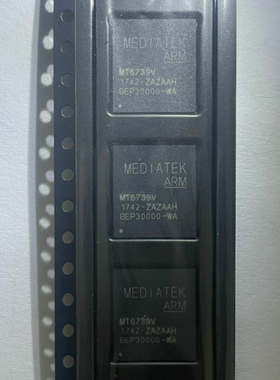 MEDIATEK
ARM
MT6739V
1742-ZAZAAH
BEP30000-WA
MEDIATEK
ARM
MT6739V
1742-ZAZAAH
BEP30000-WA
MEDIATEK
ARM
MT6739V
1742-ZAZAAH
BEP30000-WA